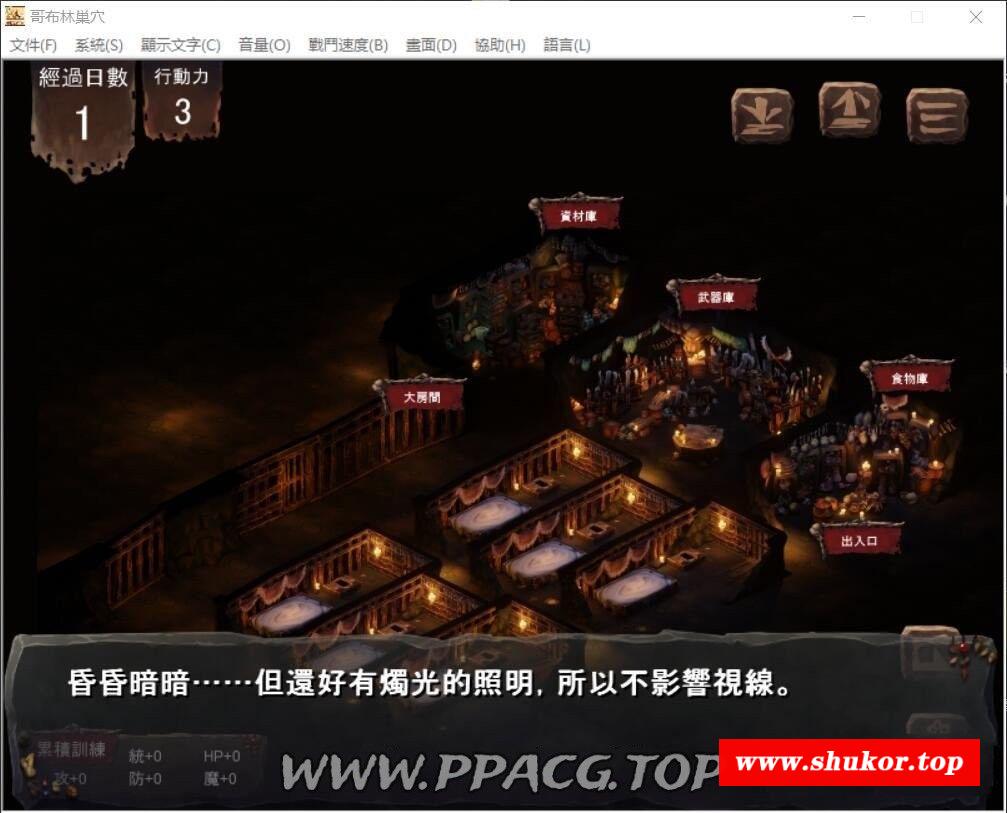 哥布林巢穴
文件(F) 系統(S) 顯示文字(C) 音量(O) 戰鬥速度(B) 畫面(D) 協助(H) 語言(L)
經過日數 行動力
1 3
資材庫
武器庫
食物庫
大房間
出入口
昏昏暗暗……但還好有燭光的照明，所以不影響視線。
累積訓練 統+0 HP+0
攻+0 防+0 魔+0
WWW.PPACG.TOP
www.shukor.top